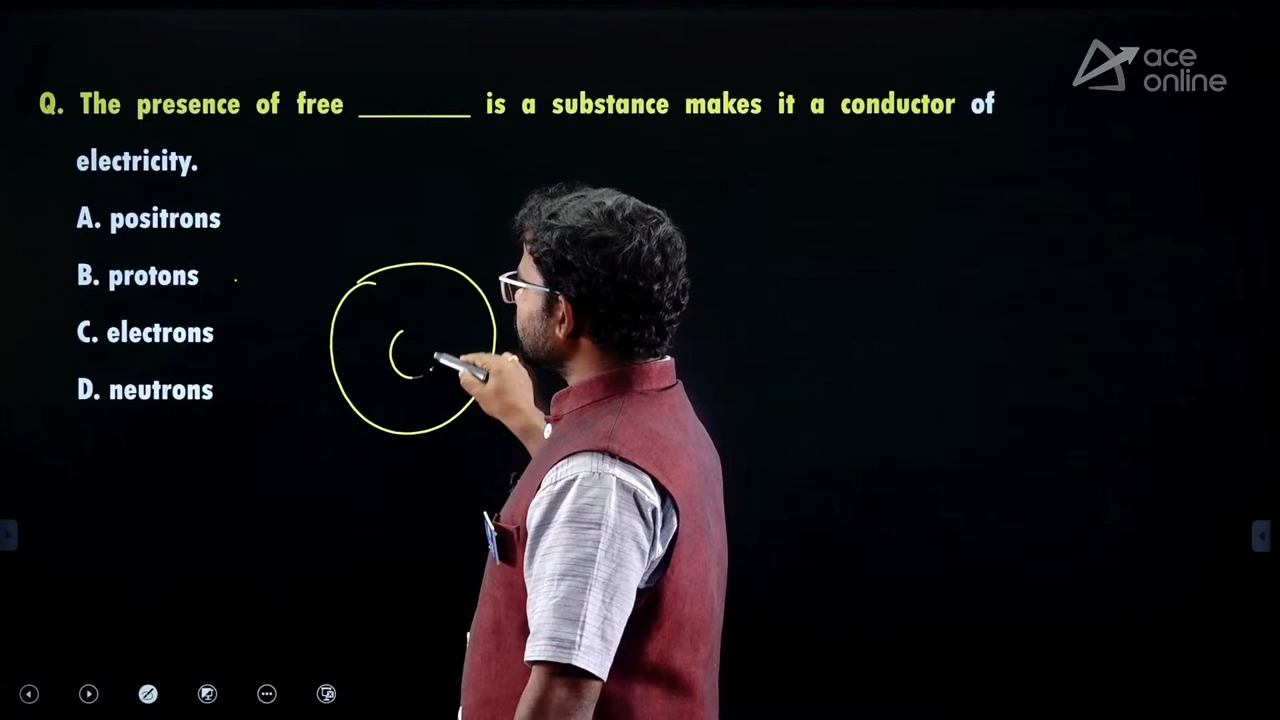 ace
online
Q. The presence of free ________ is a substance makes it a conductor of
electricity.
A. positrons
B. protons
C. electrons
D. neutrons